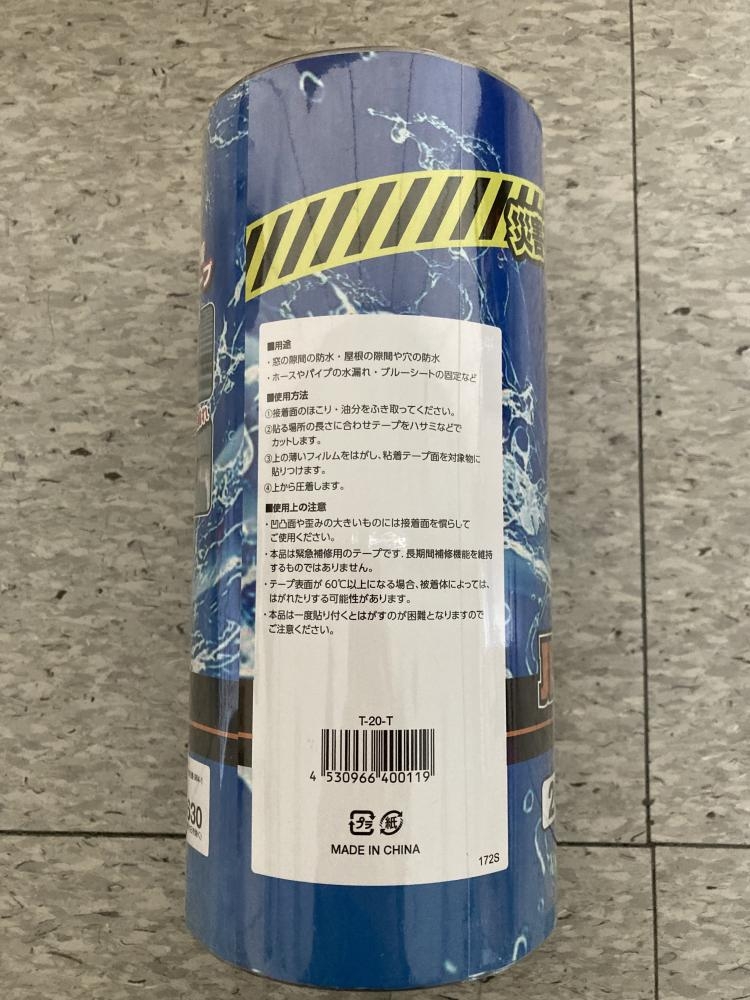 災害
■用途
・窓の隙間の防水・屋根の隙間や穴の防水
・ホースやパイプの水漏れ・ブルーシートの固定など
■使用方法
①接着面のほこり・油分をふき取ってください。
②貼る場所の長さに合わせテープをハサミなどで
カットします。
③上の薄いフィルムをはがし、粘着テープ面を対象物に
貼りつけます。
④上から圧着します。
■使用上の注意
・凹凸面や歪みの大きいものには接着面を慣らして
ご使用ください。
・本品は緊急補修用のテープです。長期間補修機能を維持
するものではありません。
・テープ表面が60℃以上になる場合、被着体によっては、
はがれたりする可能性があります。
・本品は一度貼り付くとはがすのが困難となりますので
ご注意ください。
T-20-T
4 530966 400119
プラ
紙
MADE IN CHINA
172S